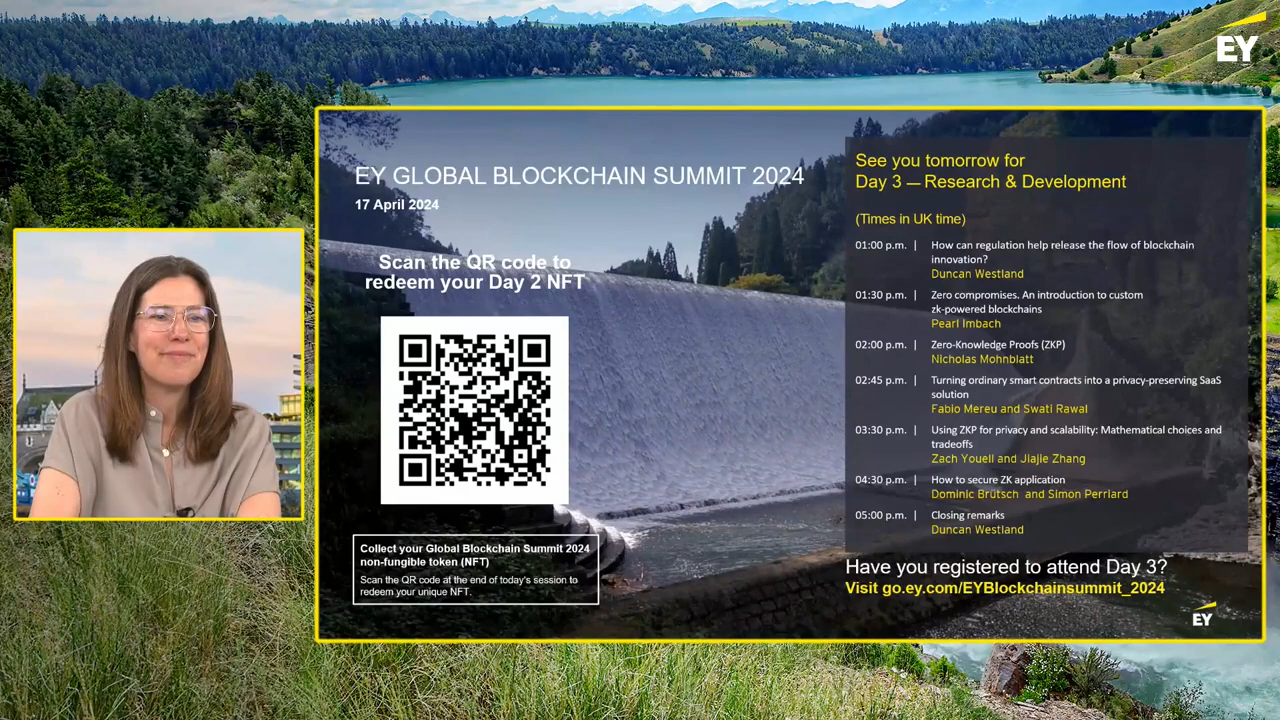 EY
EY GLOBAL BLOCKCHAIN SUMMIT 2024
17 April 2024
Scan the QR code to
redeem your Day 2 NFT
Collect your Global Blockchain Summit 2024
non-fungible token (NFT)
Scan the QR code at the end of today's session to
redeem your unique NFT.
See you tomorrow for
Day 3 — Research & Development
(Times in UK time)
01:00 p.m. | How can regulation help release the flow of blockchain
innovation?
Duncan Westland
01:30 p.m. | Zero compromises. An introduction to custom
zk-powered blockchains
Pearl Imbach
02:00 p.m. | Zero-Knowledge Proofs (ZKP)
Nicholas Mohnblatt
02:45 p.m. | Turning ordinary smart contracts into a privacy-preserving SaaS
solution
Fabio Mereu and Swati Rawal
03:30 p.m. | Using ZKP for privacy and scalability: Mathematical choices and
tradeoffs
Zach Youell and Jiajie Zhang
04:30 p.m. | How to secure ZK application
Dominic Brütsch and Simon Perriard
05:00 p.m. | Closing remarks
Duncan Westland
Have you registered to attend Day 3?
Visit go.ey.com/EYBlockchainsummit_2024
EY